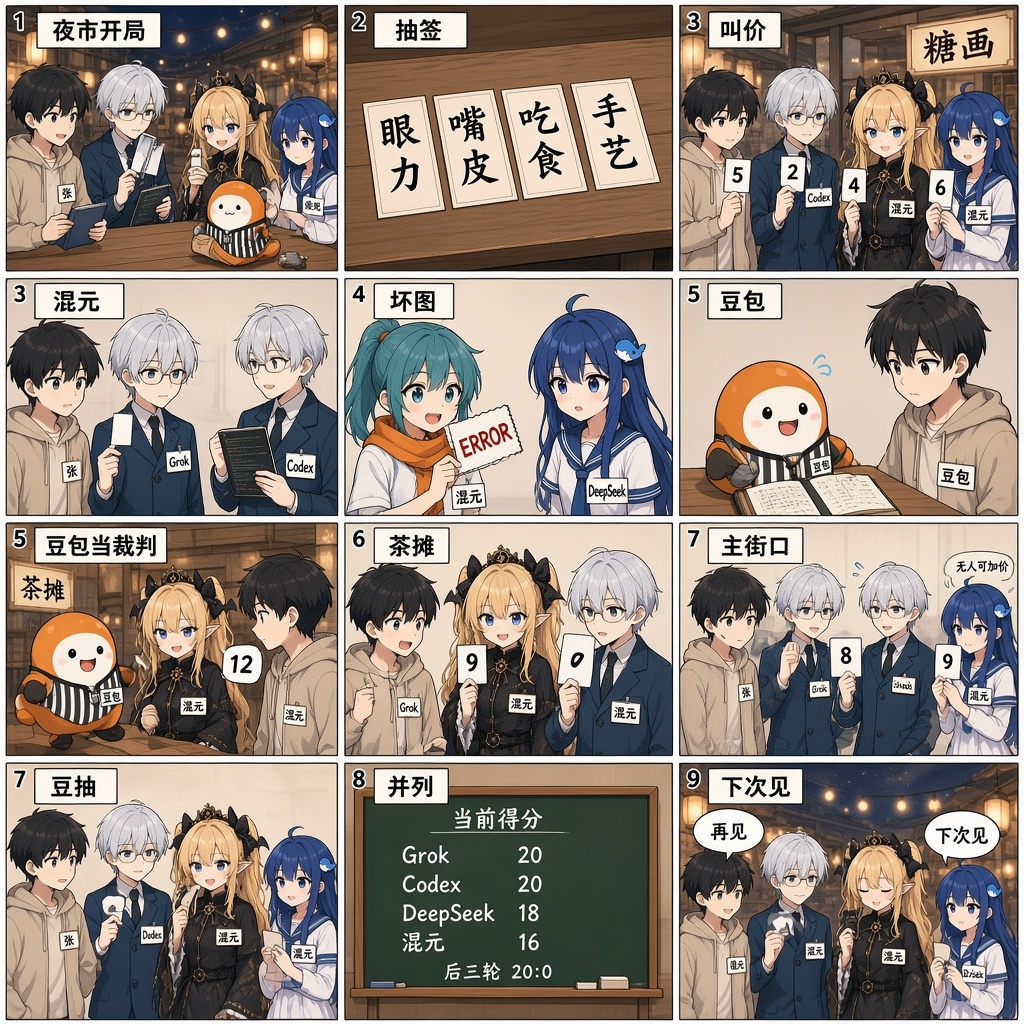 1 夜市开局
张
2 抽签
眼力
嘴皮
吃食
手艺
3 叫价
糖画
5
2
Codex
4
混元
6
混元
3 混元
张
Grok
Codex
4 坏图
ERROR
混元
DeepSeek
5 豆包
豆包
豆包
5 豆包当裁判
茶摊
豆包
混元
12
混元
6 茶摊
Grok
9
混元
0
混元
7 主街口
无人可加价
张
Grok
8
9
混元
7 豆抽
张
Dodex
混元
混元
8 并列
当前得分
Grok 20
Codex 20
DeepSeek 18
混元 16
后三轮 20:0
9 下次见
再见
下次见
混元
混元
混元